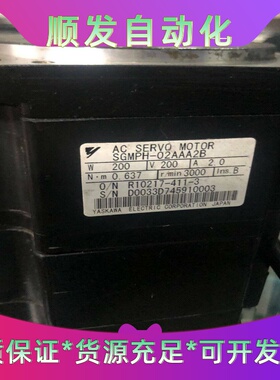 顺发自动化
AC SERVO MOTOR
SGMPH-02AAA2B
W 200 V 200 A 2.0
N·m 0.637 r/min 3000 Ins. B
O/N R10217-411-3
S/N D0033D745910003
YASKAWA ELECTRIC CORPORATION JAPAN
质保证*货源充足*可开发